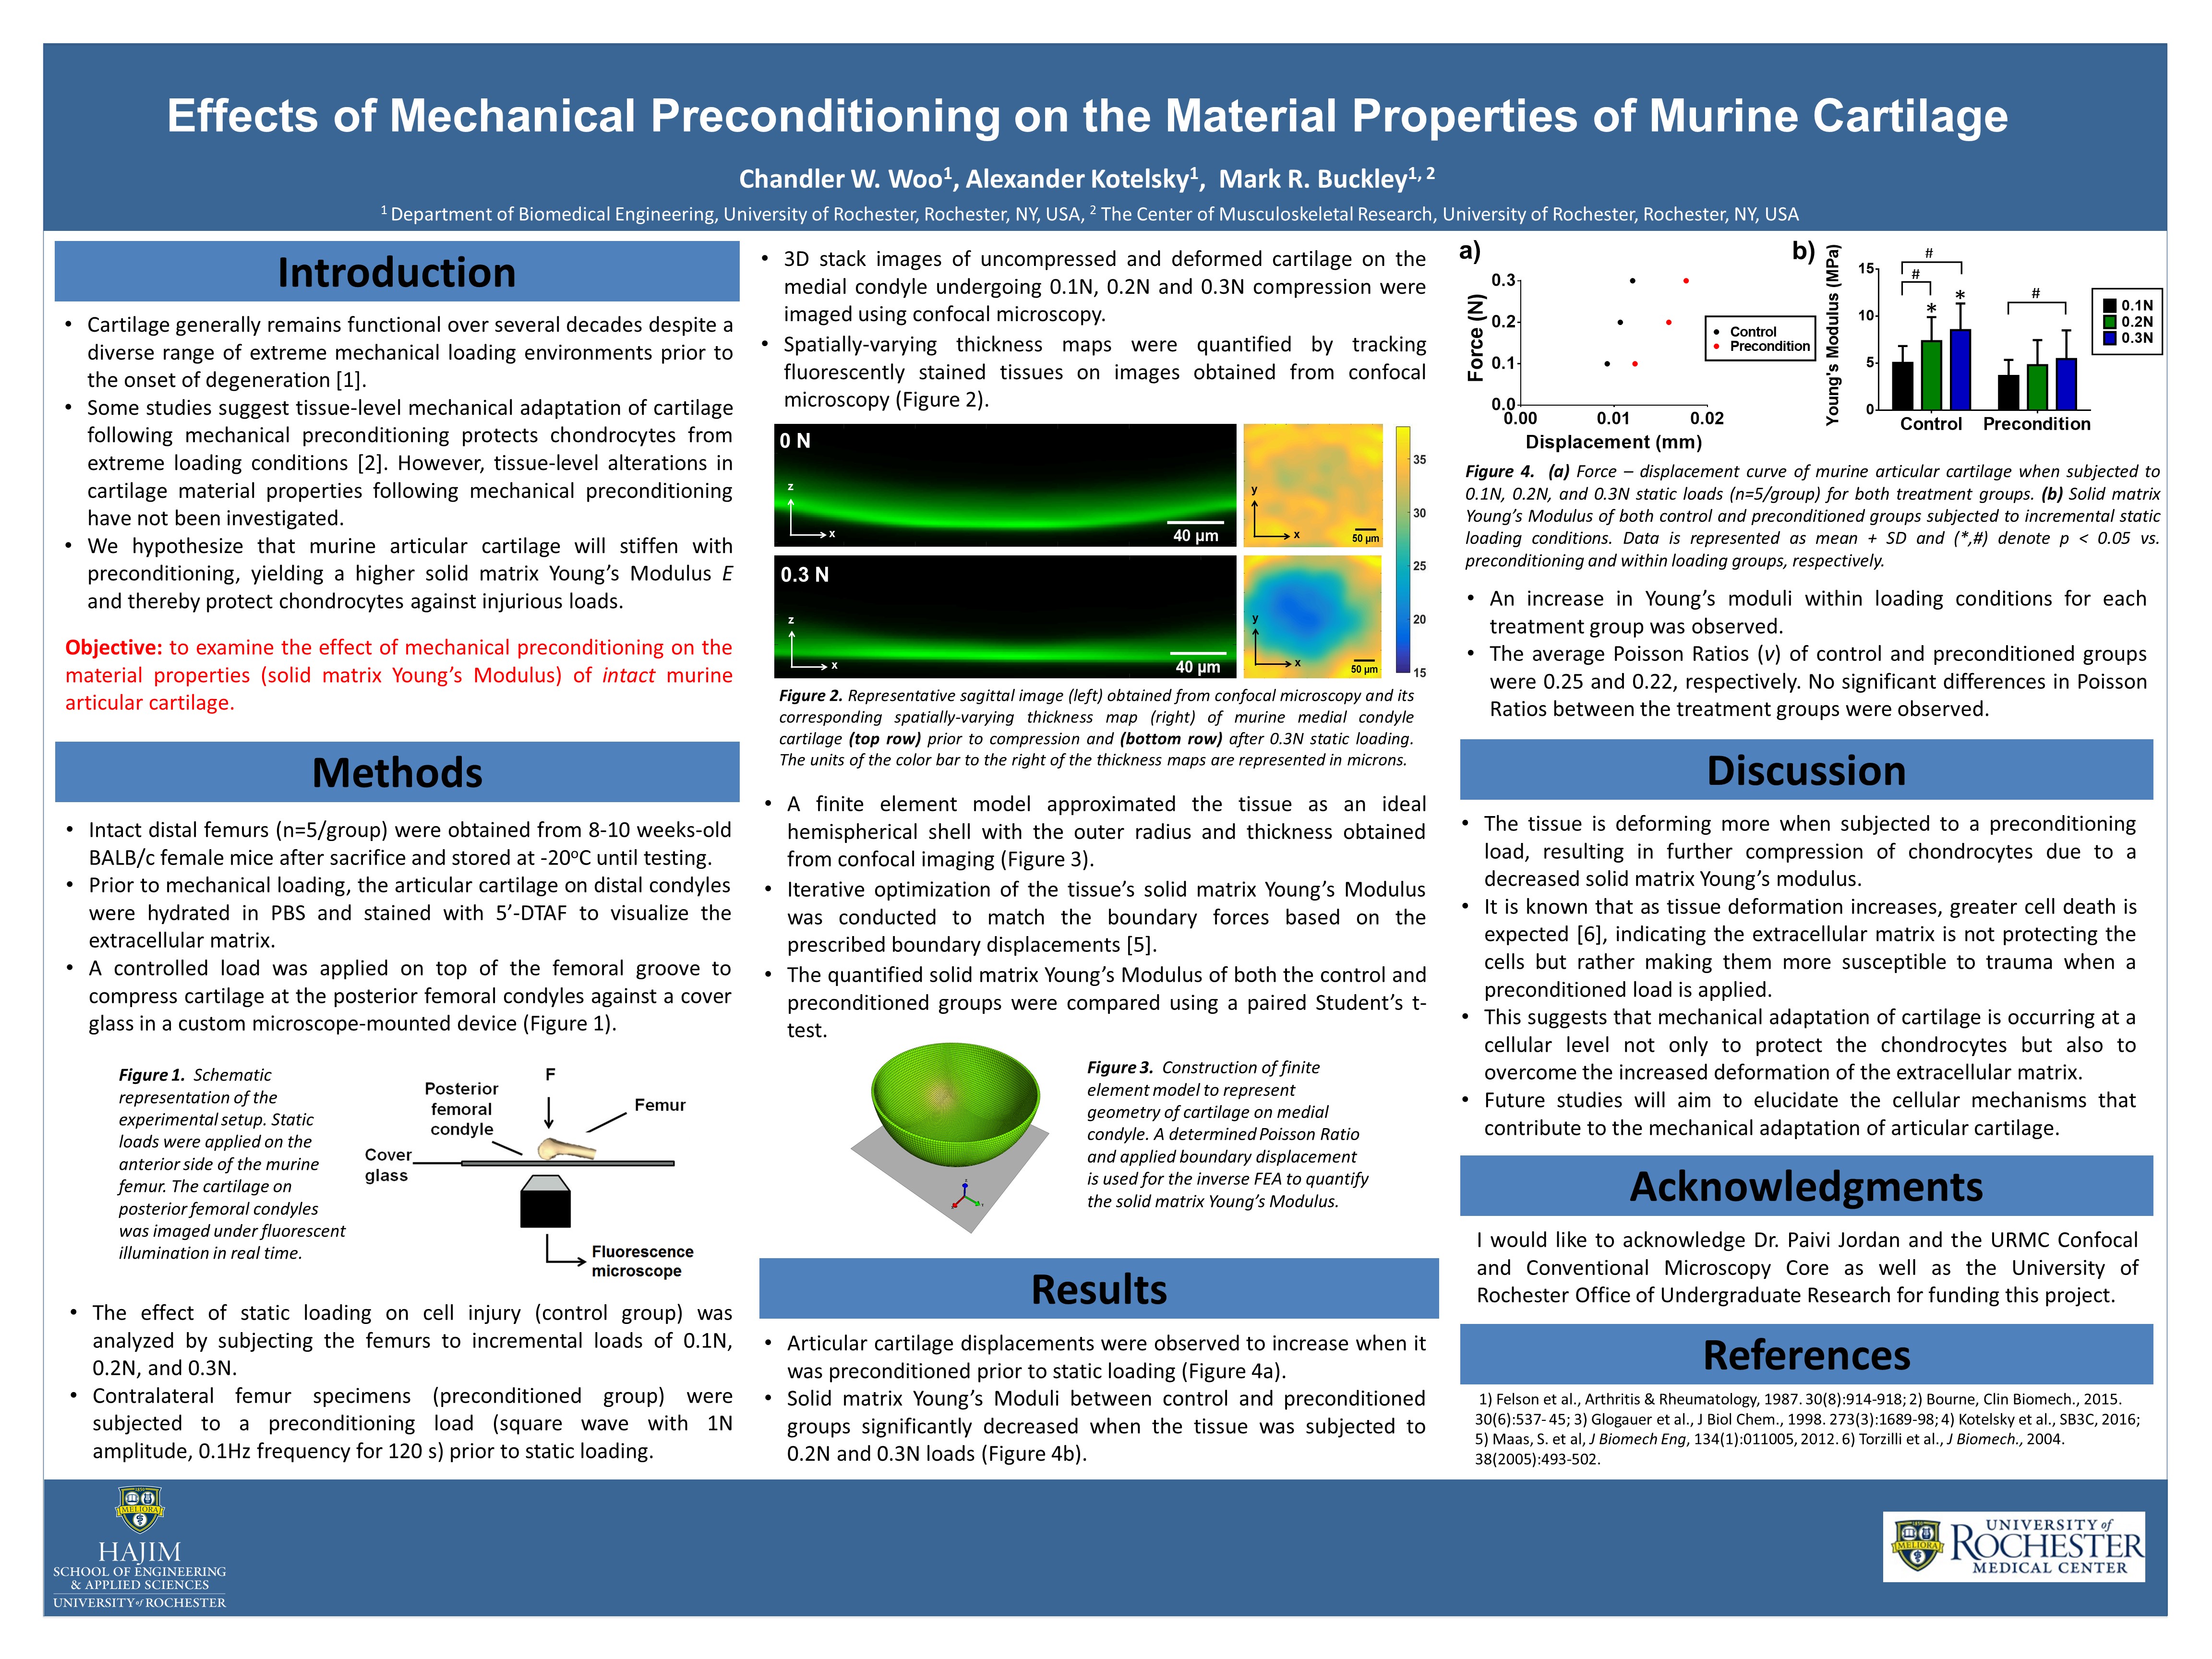 Effects of Mechanical Preconditioning on the Material Properties of Murine Cartilage
Chandler W. Woo1, Alexander Kotelsky1, Mark R. Buckley1, 2
1 Department of Biomedical Engineering, University of Rochester, Rochester, NY, USA, 2 The Center of Musculoskeletal Research, University of Rochester, Rochester, NY, USA
Introduction
• Cartilage generally remains functional over several decades despite a
diverse range of extreme mechanical loading environments prior to
the onset of degeneration [1].
• Some studies suggest tissue-level mechanical adaptation of cartilage
following mechanical preconditioning protects chondrocytes from
extreme loading conditions [2]. However, tissue-level alterations in
cartilage material properties following mechanical preconditioning
have not been investigated.
• We hypothesize that murine articular cartilage will stiffen with
preconditioning, yielding a higher solid matrix Young's Modulus E
and thereby protect chondrocytes against injurious loads.
Objective: to examine the effect of mechanical preconditioning on the
material properties (solid matrix Young's Modulus) of intact murine
articular cartilage.
Methods
• Intact distal femurs (n=5/group) were obtained from 8-10 weeks-old
BALB/c female mice after sacrifice and stored at -20oC until testing.
• Prior to mechanical loading, the articular cartilage on distal condyles
were hydrated in PBS and stained with 5'-DTAF to visualize the
extracellular matrix.
• A controlled load was applied on top of the femoral groove to
compress cartilage at the posterior femoral condyles against a cover
glass in a custom microscope-mounted device (Figure 1).
Figure 1. Schematic
representation of the
experimental setup. Static
loads were applied on the
anterior side of the murine
femur. The cartilage on
posterior femoral condyles
was imaged under fluorescent
illumination in real time.
F
Posterior
femoral
condyle
Femur
Cover
glass
Fluorescence
microscope
• The effect of static loading on cell injury (control group) was
analyzed by subjecting the femurs to incremental loads of 0.1N,
0.2N, and 0.3N.
• Contralateral femur specimens (preconditioned group) were
subjected to a preconditioning load (square wave with 1N
amplitude, 0.1Hz frequency for 120 s) prior to static loading.
• 3D stack images of uncompressed and deformed cartilage on the
medial condyle undergoing 0.1N, 0.2N and 0.3N compression were
imaged using confocal microscopy.
• Spatially-varying thickness maps were quantified by tracking
fluorescently stained tissues on images obtained from confocal
microscopy (Figure 2).
0 N
z
x
40 µm
y
x
50 µm
0.3 N
z
x
40 µm
y
x
50 µm
35
30
25
20
15
Figure 2. Representative sagittal image (left) obtained from confocal microscopy and its
corresponding spatially-varying thickness map (right) of murine medial condyle
cartilage (top row) prior to compression and (bottom row) after 0.3N static loading.
The units of the color bar to the right of the thickness maps are represented in microns.
• A finite element model approximated the tissue as an ideal
hemispherical shell with the outer radius and thickness obtained
from confocal imaging (Figure 3).
• Iterative optimization of the tissue's solid matrix Young's Modulus
was conducted to match the boundary forces based on the
prescribed boundary displacements [5].
• The quantified solid matrix Young's Modulus of both the control and
preconditioned groups were compared using a paired Student's t-
test.
Figure 3. Construction of finite
element model to represent
geometry of cartilage on medial
condyle. A determined Poisson Ratio
and applied boundary displacement
is used for the inverse FEA to quantify
the solid matrix Young's Modulus.
Results
• Articular cartilage displacements were observed to increase when it
was preconditioned prior to static loading (Figure 4a).
• Solid matrix Young's Moduli between control and preconditioned
groups significantly decreased when the tissue was subjected to
0.2N and 0.3N loads (Figure 4b).
a)
Force (N)
0.3
0.2
0.1
0.0
0.00 0.01 0.02
Displacement (mm)
Control
Precondition
b)
Young's Modulus (MPa)
15
10
5
0
#
#
*
*
#
Control Precondition
0.1N
0.2N
0.3N
Figure 4. (a) Force – displacement curve of murine articular cartilage when subjected to
0.1N, 0.2N, and 0.3N static loads (n=5/group) for both treatment groups. (b) Solid matrix
Young's Modulus of both control and preconditioned groups subjected to incremental static
loading conditions. Data is represented as mean + SD and (*,#) denote p < 0.05 vs.
preconditioning and within loading groups, respectively.
• An increase in Young's moduli within loading conditions for each
treatment group was observed.
• The average Poisson Ratios (v) of control and preconditioned groups
were 0.25 and 0.22, respectively. No significant differences in Poisson
Ratios between the treatment groups were observed.
Discussion
• The tissue is deforming more when subjected to a preconditioning
load, resulting in further compression of chondrocytes due to a
decreased solid matrix Young's modulus.
• It is known that as tissue deformation increases, greater cell death is
expected [6], indicating the extracellular matrix is not protecting the
cells but rather making them more susceptible to trauma when a
preconditioned load is applied.
• This suggests that mechanical adaptation of cartilage is occurring at a
cellular level not only to protect the chondrocytes but also to
overcome the increased deformation of the extracellular matrix.
• Future studies will aim to elucidate the cellular mechanisms that
contribute to the mechanical adaptation of articular cartilage.
Acknowledgments
I would like to acknowledge Dr. Paivi Jordan and the URMC Confocal
and Conventional Microscopy Core as well as the University of
Rochester Office of Undergraduate Research for funding this project.
References
1) Felson et al., Arthritis & Rheumatology, 1987. 30(8):914-918; 2) Bourne, Clin Biomech., 2015.
30(6):537- 45; 3) Glogauer et al., J Biol Chem., 1998. 273(3):1689-98; 4) Kotelsky et al., SB3C, 2016;
5) Maas, S. et al, J Biomech Eng, 134(1):011005, 2012. 6) Torzilli et al., J Biomech., 2004.
38(2005):493-502.
MELIORA
HAJIM
SCHOOL OF ENGINEERING
& APPLIED SCIENCES
UNIVERSITY of ROCHESTER
MELIORA
UNIVERSITY of
ROCHESTER
MEDICAL CENTER